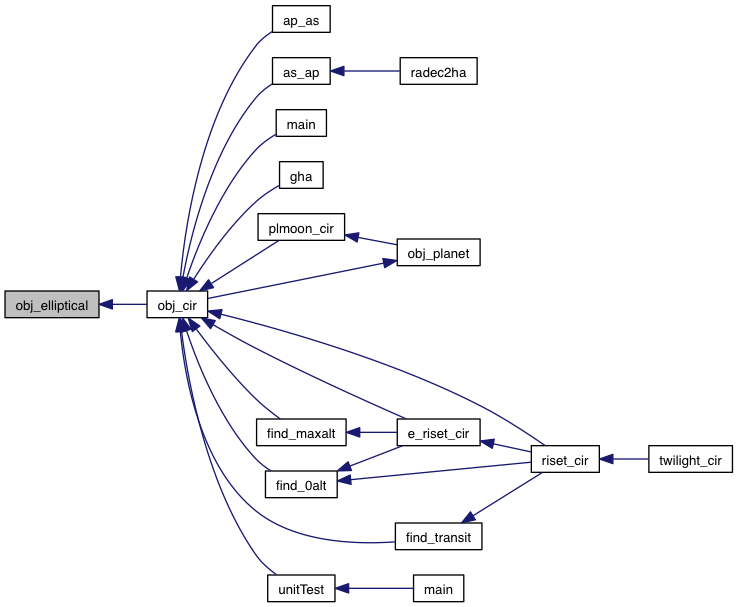 ap_as
as_ap
radec2ha
main
gha
plmoon_cir
obj_planet
obj_elliptical
obj_cir
find_maxalt
e_riset_cir
riset_cir
twilight_cir
find_0alt
find_transit
unitTest
main